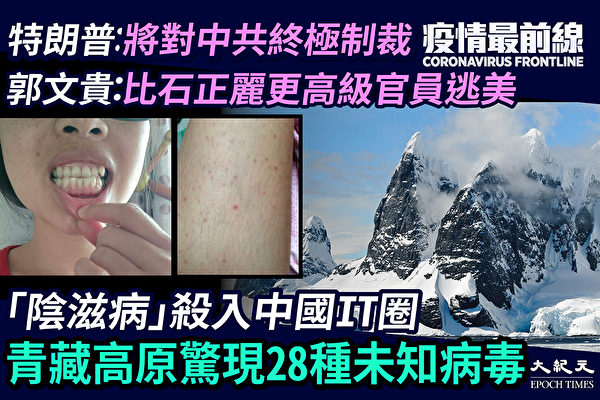 特朗普:將對中共終極制裁
疫情最前線
CORONAVIRUS FRONTLINE
郭文貴:比石正麗更高級官員逃美
「陰滋病」殺入中國IT圈
青藏高原驚現28種未知病毒
大紀元
EPOCH TIMES